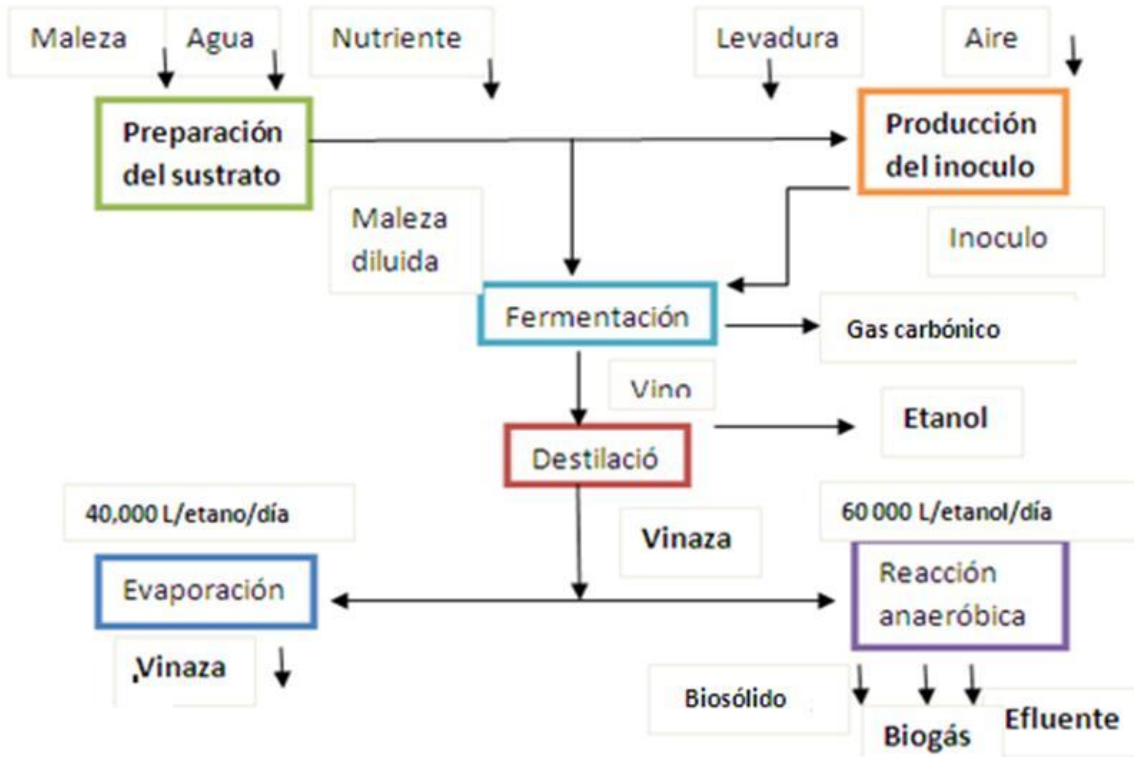 Maleza
Agua
Nutriente
Levadura
Aire
Preparación
del sustrato
Producción
del inoculo
Maleza
diluida
Inoculo
Fermentación
Gas carbónico
Vino
Etanol
Destilació
40,000 L/etano/día
60 000 L/etanol/día
Vinaza
Evaporación
Reacción
anaeróbica
Vinaza
Biosólido
Biogás
Efluente